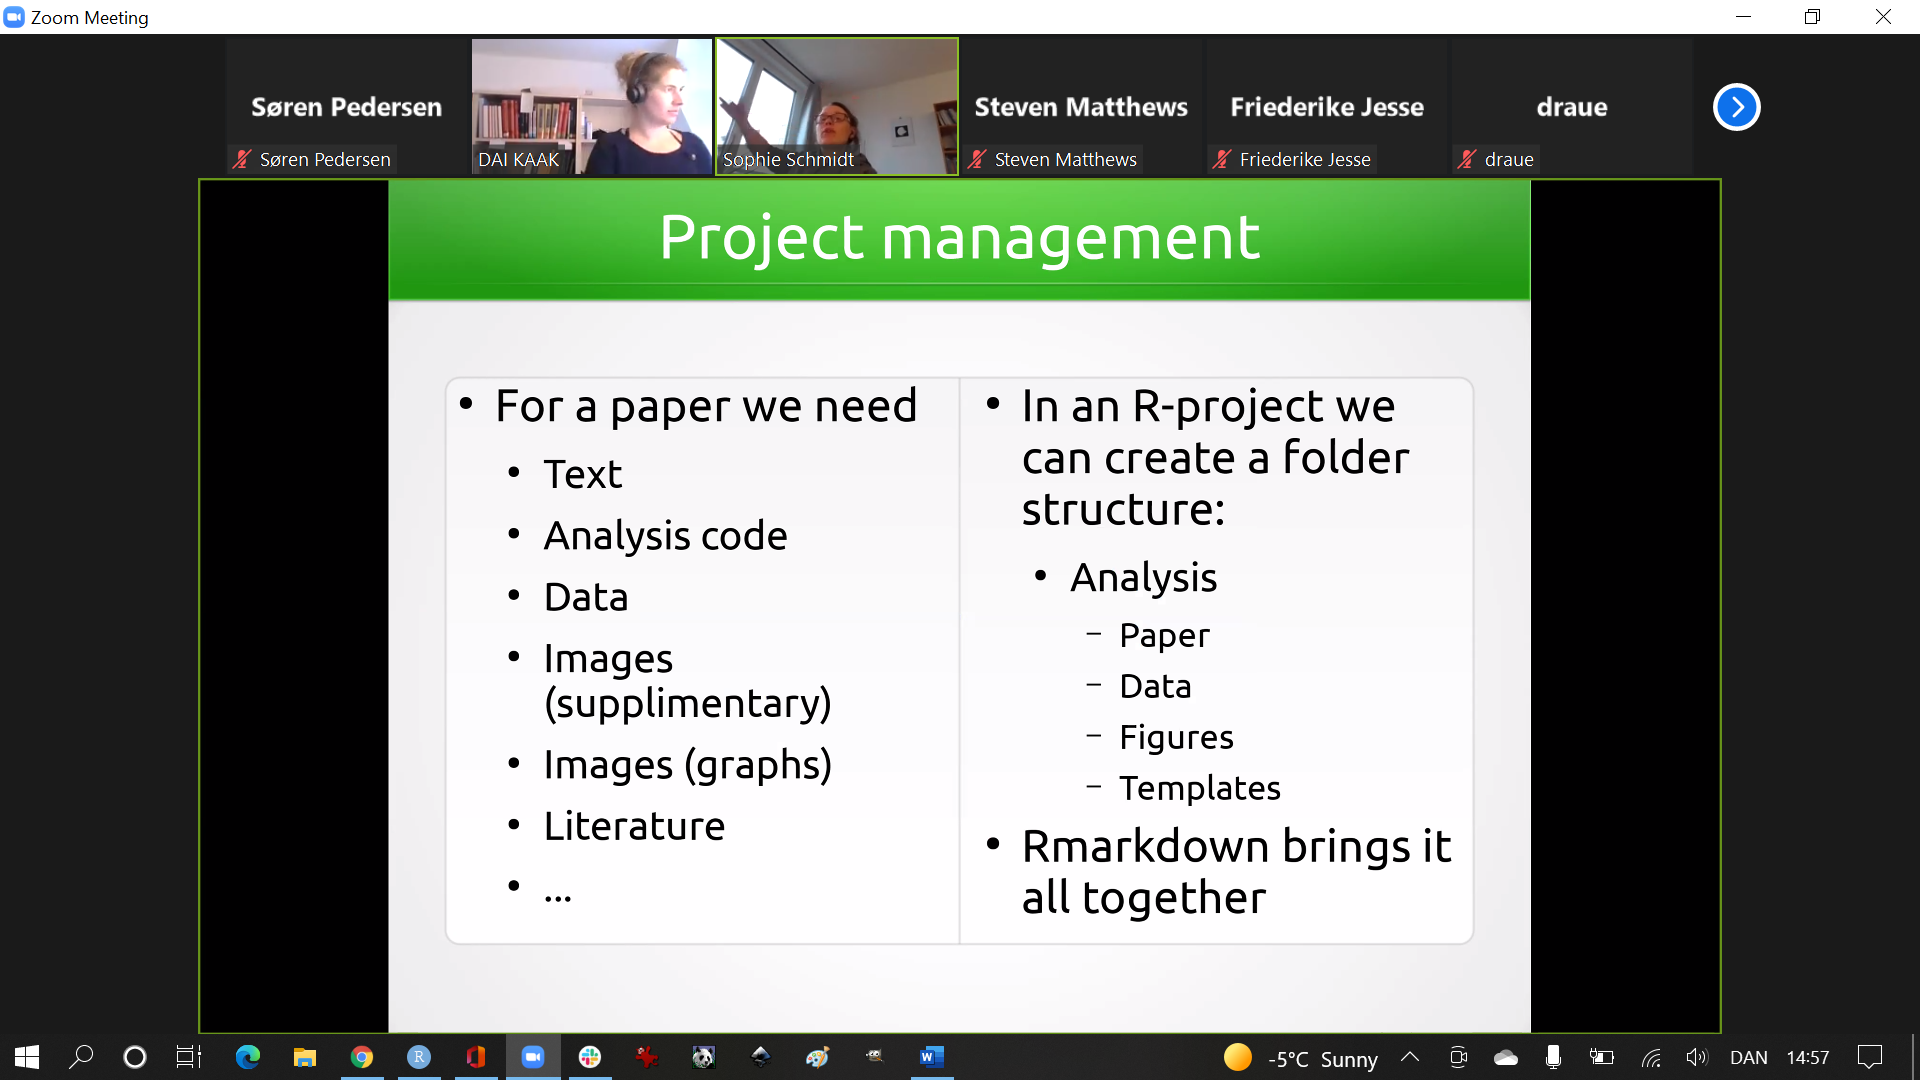 Zoom Meeting
Søren Pedersen
Steven Matthews
Friederike Jesse
draue
Søren Pedersen
DAI KAAK
Sophie Schmidt
Steven Matthews
Friederike Jesse
draue
Project management
• For a paper we need
• Text
• Analysis code
• Data
• Images
(supplimentary)
• Images (graphs)
• Literature
• ...
• In an R-project we
can create a folder
structure:
• Analysis
– Paper
– Data
– Figures
– Templates
• Rmarkdown brings it
all together
R
W
-5°C Sunny
DAN
14:57